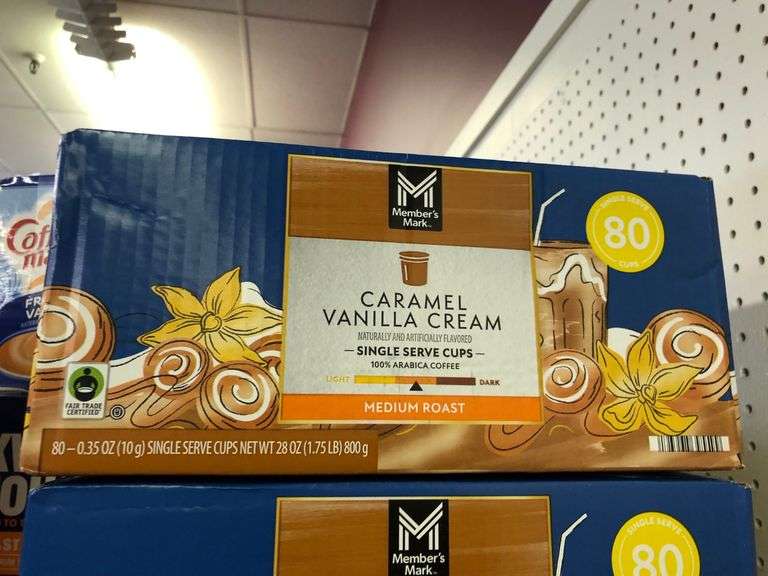 Member's
Mark™
SINGLE SERVE
80
CUPS
CARAMEL
VANILLA CREAM
NATURALLY AND ARTIFICIALLY FLAVORED
SINGLE SERVE CUPS
100% ARABICA COFFEE
LIGHT
DARK
MEDIUM ROAST
FAIR TRADE
CERTIFIED
80 – 0.35 OZ (10 g) SINGLE SERVE CUPS NET WT 28 OZ (1.75 LB) 800 g
Member's
Mark™
SINGLE SERVE
80